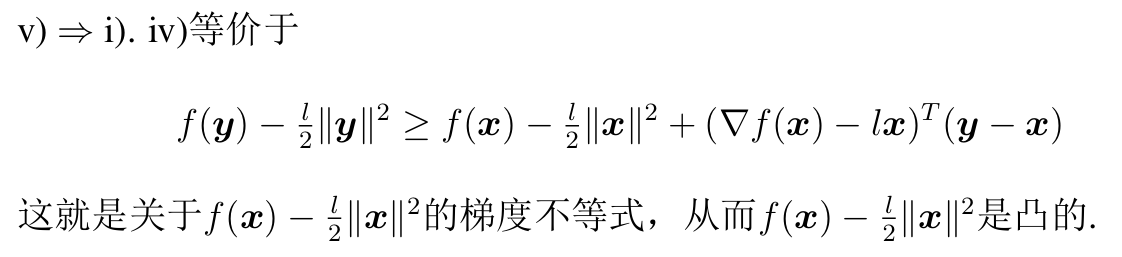 v) ⇒ i). iv)等价于
f(y) − l/2‖y‖² ≥ f(x) − l/2‖x‖² + (∇f(x) − lx)ᵀ(y − x)
这就是关于f(x) − l/2‖x‖²的梯度不等式，从而f(x) − l/2‖x‖²是凸的.